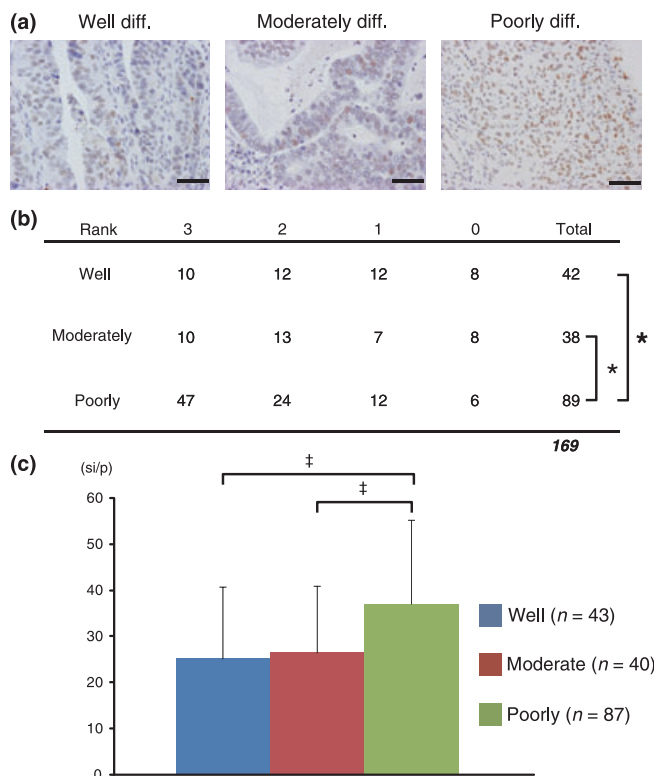 (a) Well diff. Moderately diff. Poorly diff.
(b)
Rank 3 2 1 0 Total
Well 10 12 12 8 42
*
Moderately 10 13 7 8 38
*
Poorly 47 24 12 6 89
169
(c)
(si/p)
‡
‡
60
50
40
30
20
10
0
Well (n = 43)
Moderate (n = 40)
Poorly (n = 87)